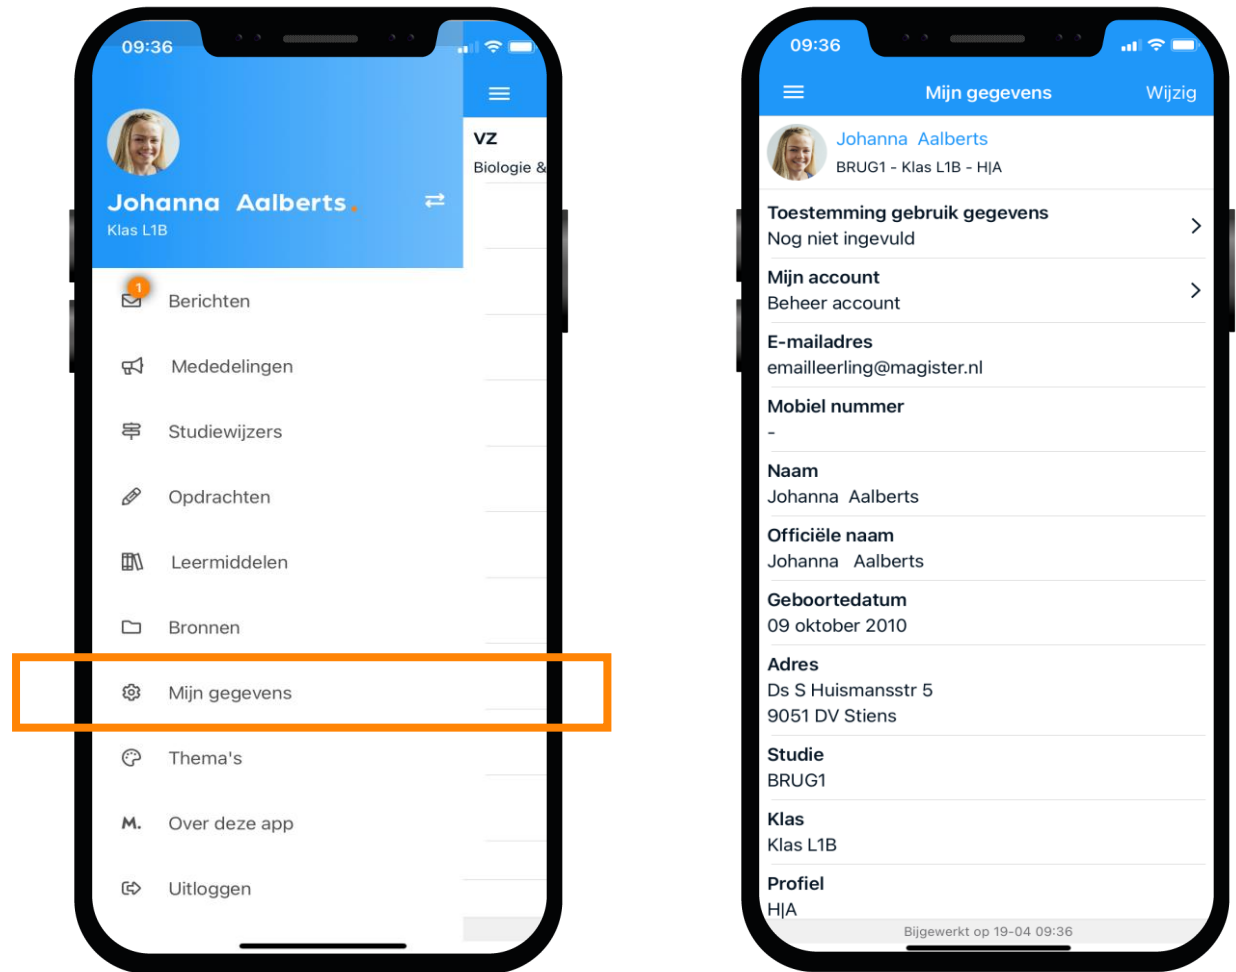 09:36
VZ
Biologie &
Johanna Aalberts.
Klas L1B
1
Berichten
Mededelingen
Studiewijzers
Opdrachten
Leermiddelen
Bronnen
Mijn gegevens
Thema's
M. Over deze app
Uitloggen
09:36
Mijn gegevens Wijzig
Johanna Aalberts
BRUG1 - Klas L1B - H|A
Toestemming gebruik gegevens
Nog niet ingevuld
Mijn account
Beheer account
E-mailadres
emailleerling@magister.nl
Mobiel nummer
-
Naam
Johanna Aalberts
Officiële naam
Johanna Aalberts
Geboortedatum
09 oktober 2010
Adres
Ds S Huismansstr 5
9051 DV Stiens
Studie
BRUG1
Klas
Klas L1B
Profiel
H|A
Bijgewerkt op 19-04 09:36